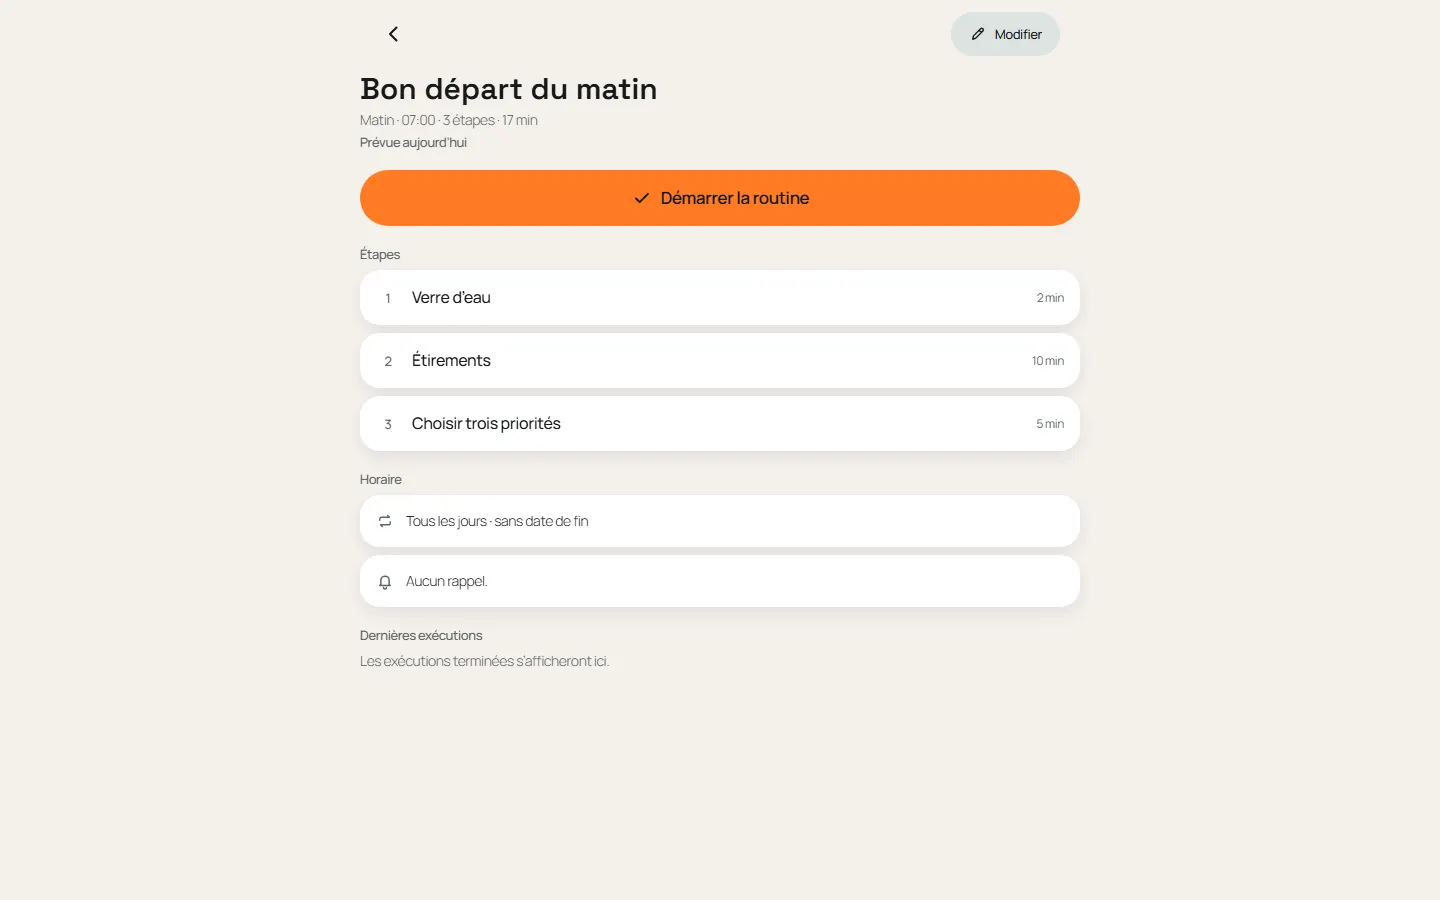 Modifier
Bon départ du matin
Matin · 07:00 · 3 étapes · 17 min
Prévue aujourd’hui
Démarrer la routine
Étapes
1 Verre d’eau 2 min
2 Étirements 10 min
3 Choisir trois priorités 5 min
Horaire
Tous les jours · sans date de fin
Aucun rappel.
Dernières exécutions
Les exécutions terminées s’afficheront ici.